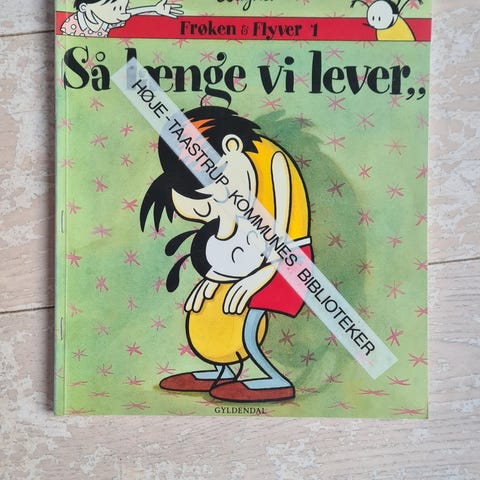 Frøken & Flyver 1
Så længe vi lever,,
HØJE-TAASTRUP KOMMUNES BIBLIOTEKER
GYLDENDAL